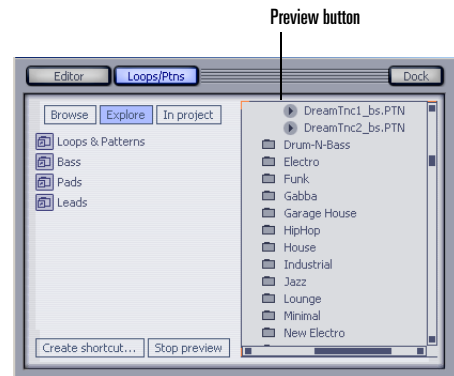 Preview button
Editor
Loops/Ptns
Dock
Browse
Explore
In project
Loops & Patterns
Bass
Pads
Leads
Create shortcut...
Stop preview
DreamTnc1_bs.PTN
DreamTnc2_bs.PTN
Drum-N-Bass
Electro
Funk
Gabba
Garage House
HipHop
House
Industrial
Jazz
Lounge
Minimal
New Electro